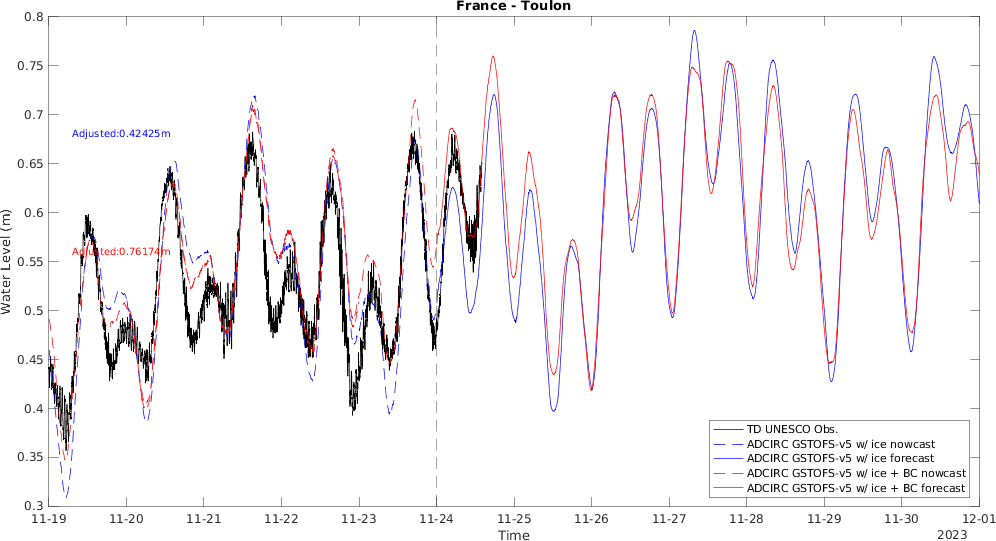 France - Toulon
0.8
0.75
0.7
0.65
0.6
0.55
0.5
0.45
0.4
0.35
0.3
Water Level (m)
Adjusted:0.42425m
Adjusted:0.76174m
TD UNESCO Obs.
ADCIRC GSTOFS-v5 w/ ice nowcast
ADCIRC GSTOFS-v5 w/ ice forecast
ADCIRC GSTOFS-v5 w/ ice + BC nowcast
ADCIRC GSTOFS-v5 w/ ice + BC forecast
11-19 11-20 11-21 11-22 11-23 11-24 11-25 11-26 11-27 11-28 11-29 11-30 12-01
Time
2023